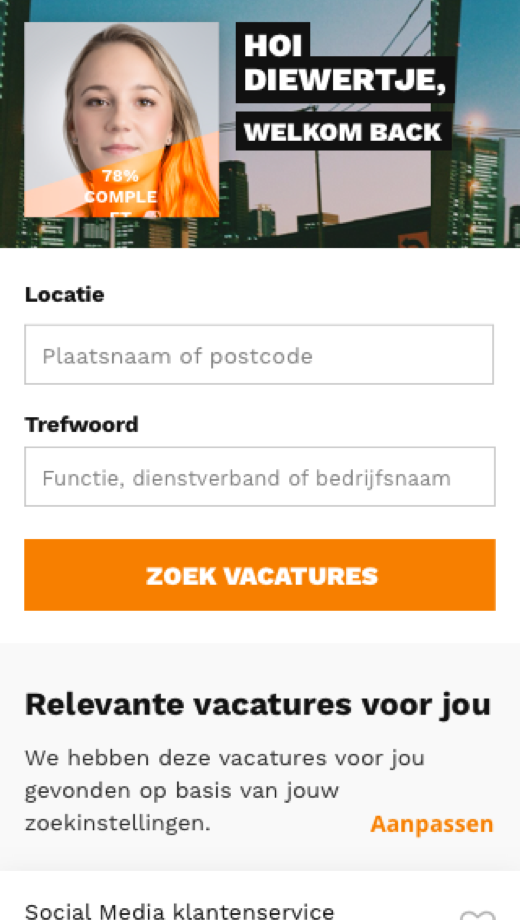 HOI
DIEWERTJE,
WELKOM BACK
78%
COMPLE
ET
Locatie
Plaatsnaam of postcode
Trefwoord
Functie, dienstverband of bedrijfsnaam
ZOEK VACATURES
Relevante vacatures voor jou
We hebben deze vacatures voor jou
gevonden op basis van jouw
zoekinstellingen.
Aanpassen
Social Media klantenservice